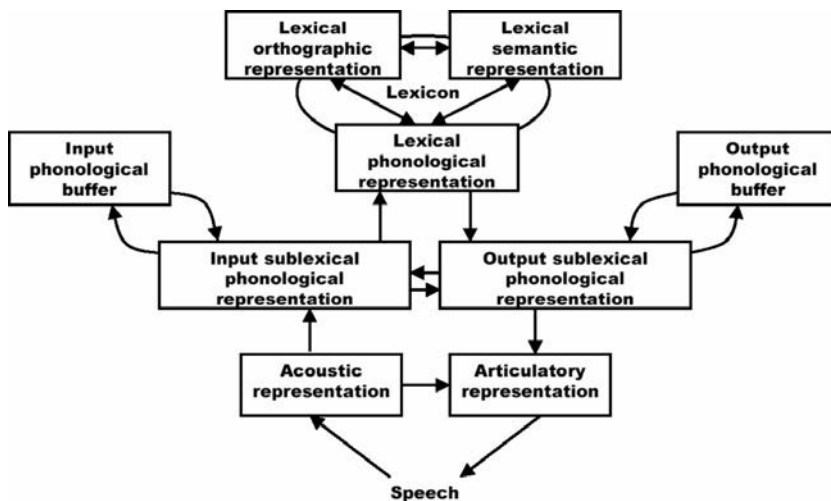 Lexical
orthographic
representation
Lexical
semantic
representation
Lexicon
Lexical
phonological
representation
Input
phonological
buffer
Output
phonological
buffer
Input sublexical
phonological
representation
Output sublexical
phonological
representation
Acoustic
representation
Articulatory
representation
Speech